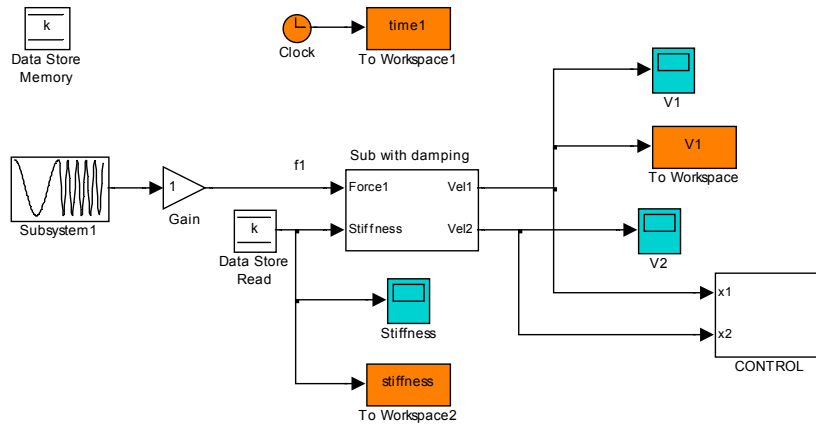 k
Data Store
Memory
Clock
time1
To Workspace1
V1
V1
To Workspace
Subsystem1
1
Gain
f1
Sub with damping
Force1
Stiffness
Vel1
Vel2
k
Data Store
Read
V2
Stiffness
stiffness
To Workspace2
x1
x2
CONTROL